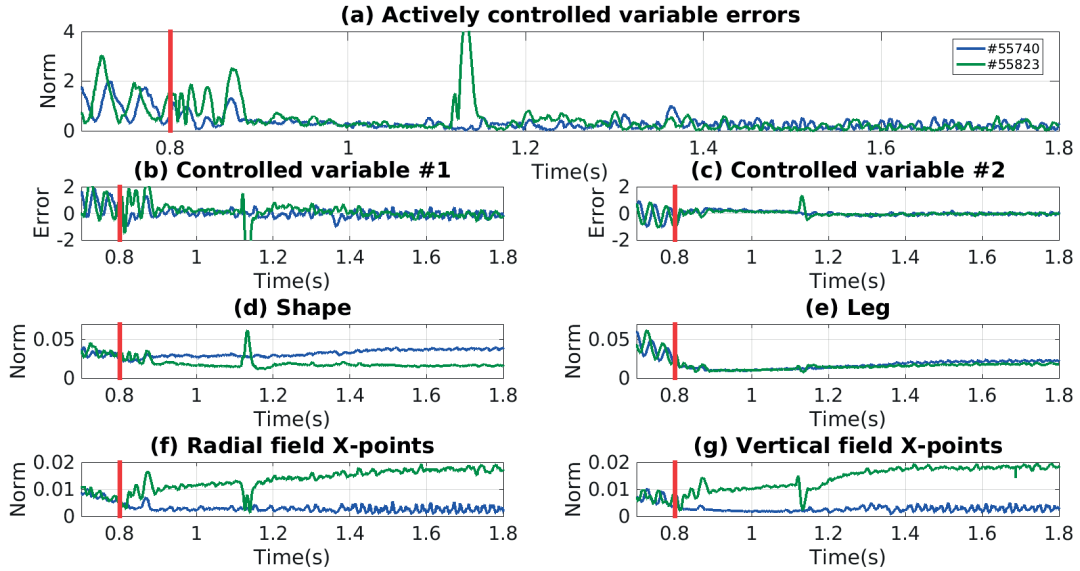 (a) Actively controlled variable errors
4
2
0
Norm
#55740
#55823
0.8 1 1.2 1.4 1.6 1.8
Time(s)
(b) Controlled variable #1
2
0
-2
Error
0.8 1 1.2 1.4 1.6 1.8
Time(s)
(c) Controlled variable #2
2
0
-2
Error
0.8 1 1.2 1.4 1.6 1.8
Time(s)
(d) Shape
0.05
0
Norm
0.8 1 1.2 1.4 1.6 1.8
Time(s)
(e) Leg
0.05
0
Norm
0.8 1 1.2 1.4 1.6 1.8
Time(s)
(f) Radial field X-points
0.02
0.01
0
Norm
0.8 1 1.2 1.4 1.6 1.8
Time(s)
(g) Vertical field X-points
0.02
0.01
0
Norm
0.8 1 1.2 1.4 1.6 1.8
Time(s)